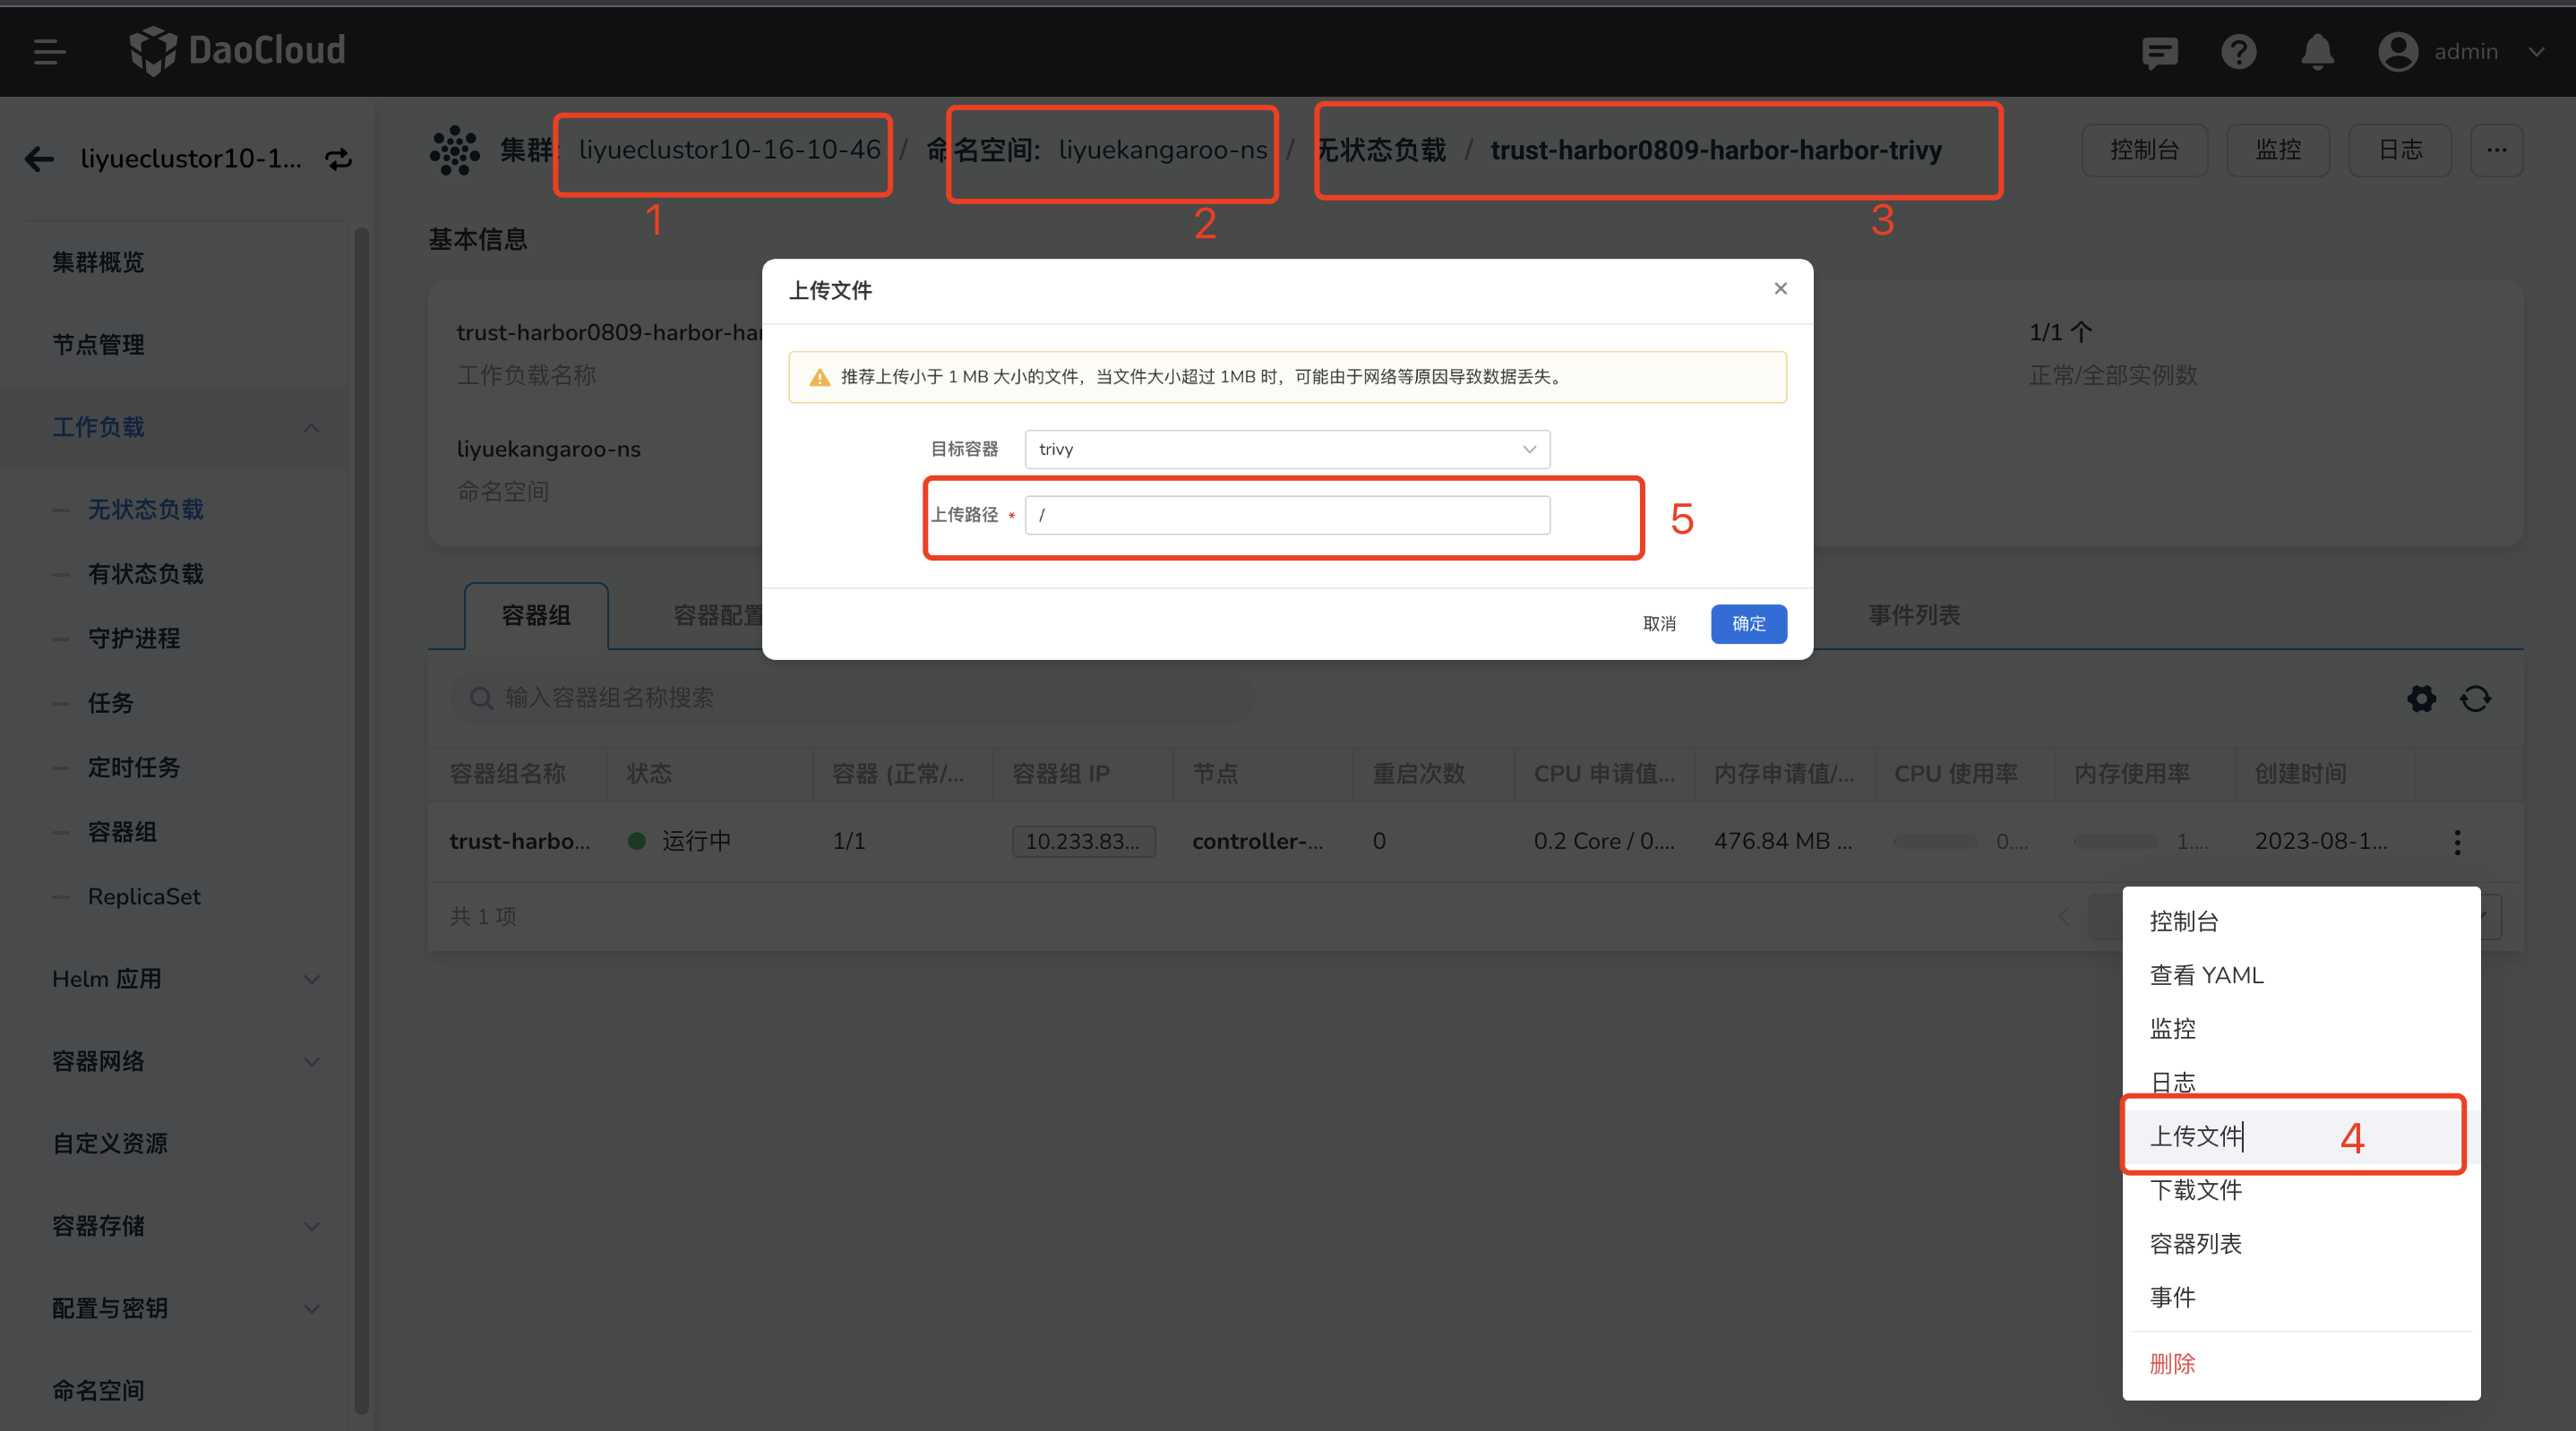 DaoCloud
admin
liyueclustor10-1...
集群: liyueclustor10-16-10-46 / 命名空间: liyuekangaroo-ns / 无状态负载 / trust-harbor0809-harbor-harbor-trivy
控制台
监控
日志
1
2
3
基本信息
集群概览
节点管理
工作负载
无状态负载
有状态负载
守护进程
任务
定时任务
容器组
ReplicaSet
Helm 应用
容器网络
自定义资源
容器存储
配置与密钥
命名空间
trust-harbor0809-harbor-har
工作负载名称
1/1 个
正常/全部实例数
liyuekangaroo-ns
命名空间
上传文件
推荐上传小于 1 MB 大小的文件，当文件大小超过 1MB 时，可能由于网络等原因导致数据丢失。
目标容器 trivy
上传路径 * /
5
取消 确定
容器组
容器配置
事件列表
输入容器组名称搜索
容器组名称 状态 容器 (正常/... 容器组 IP 节点 重启次数 CPU 申请值... 内存申请值/... CPU 使用率 内存使用率 创建时间
trust-harbo... 运行中 1/1 10.233.83... controller-... 0 0.2 Core / 0.... 476.84 MB ... 0.... 1.... 2023-08-1...
共 1 项
控制台
查看 YAML
监控
日志
上传文件 4
下载文件
容器列表
事件
删除